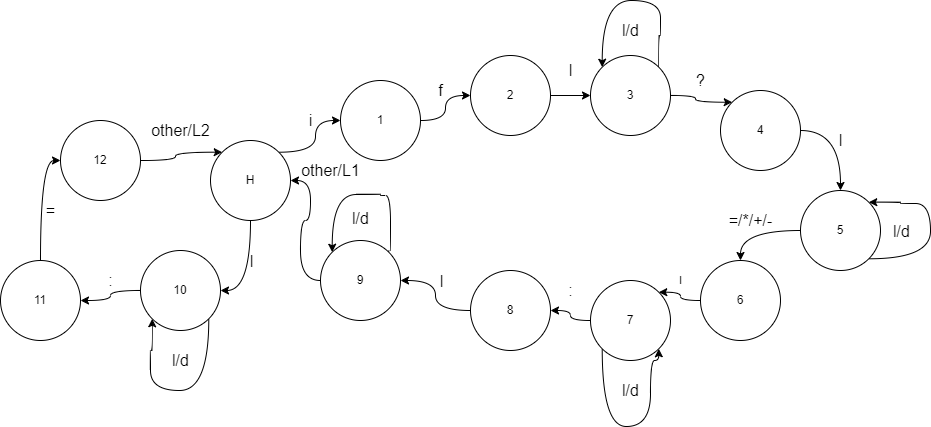 l/d
?
l
f
2
3
i
1
4
other/L2
l
12
H
other/L1
=
l/d
=/*/+/-
5
l/d
l
l
ı
:
10
9
:
11
8
7
6
l/d
l/d